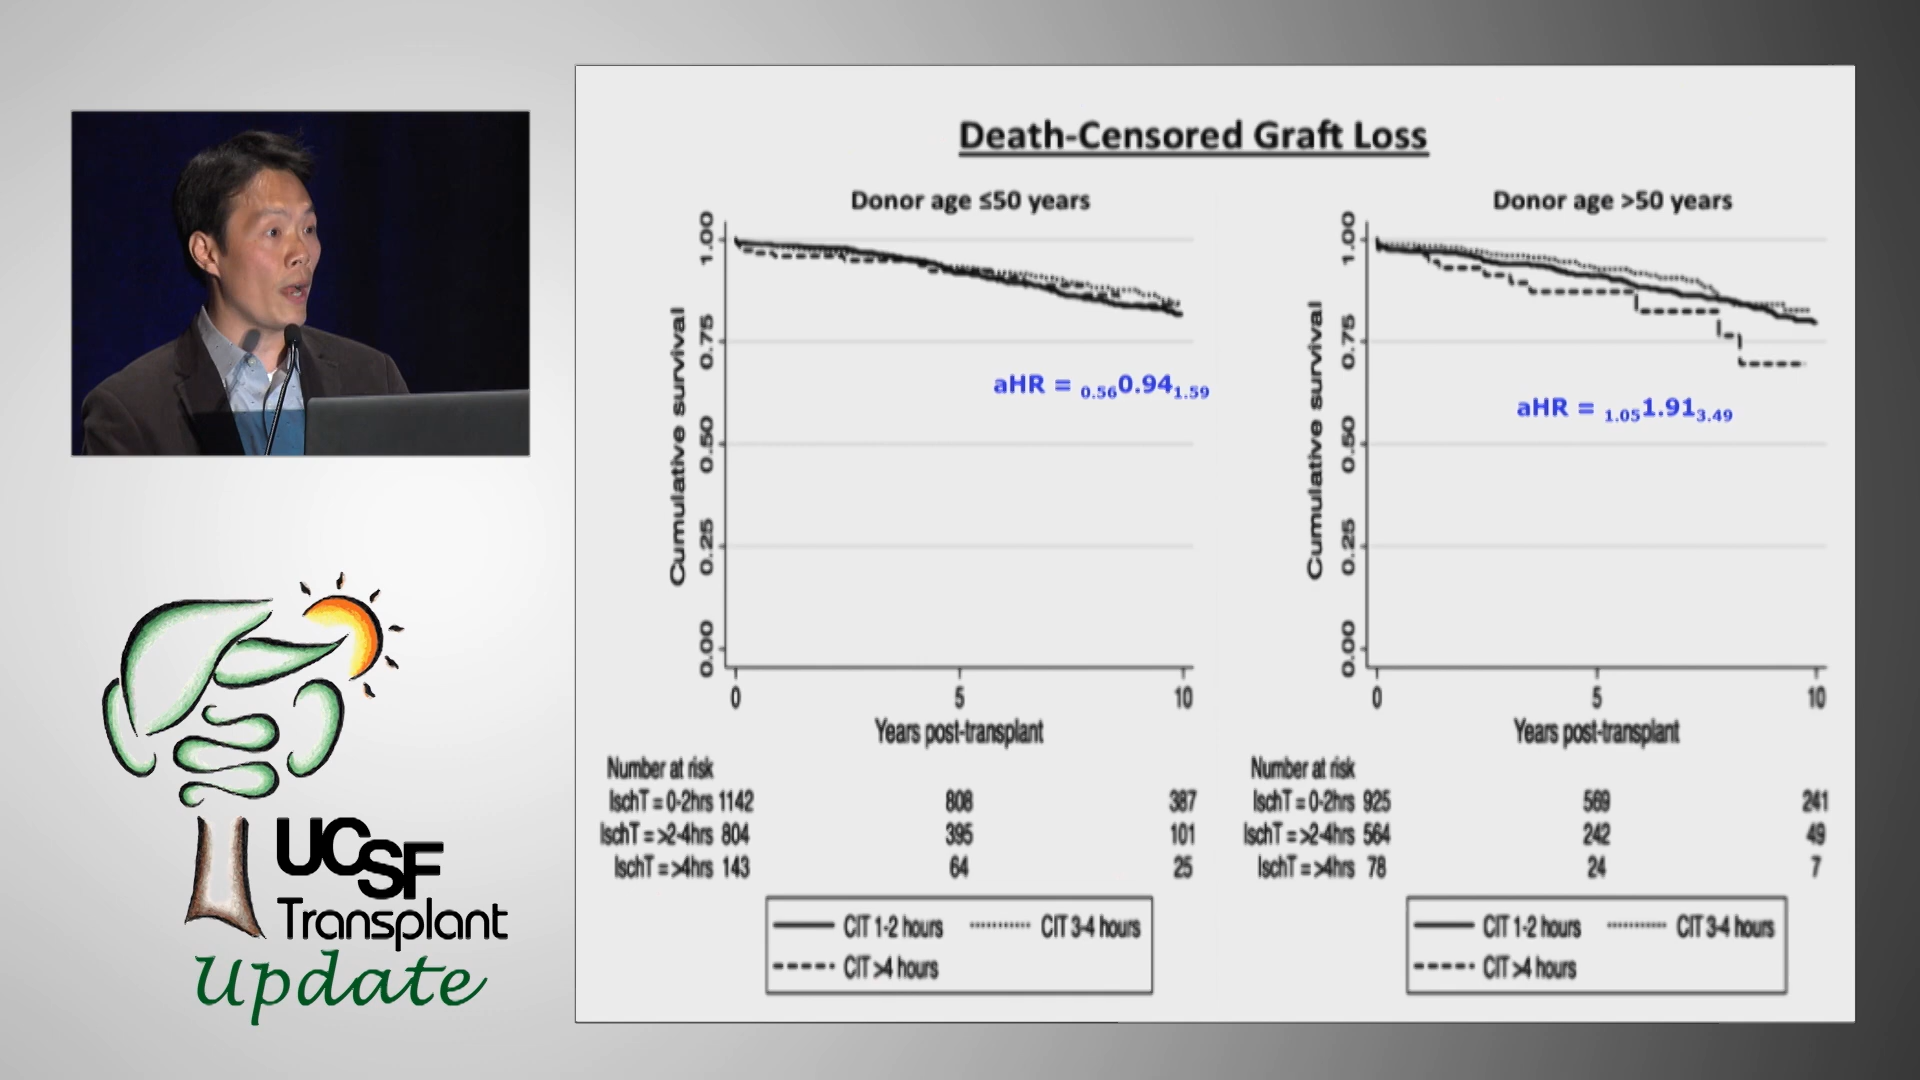 Death-Censored Graft Loss
Donor age ≤50 years
Cumulative survival
1.00
0.75
0.50
0.25
0.00
aHR = 0.560.941.59
0 5 10
Years post-transplant
Number at risk
IschT = 0-2hrs 1142 808 387
IschT = >2-4hrs 804 395 101
IschT = >4hrs 143 64 25
CIT 1-2 hours CIT 3-4 hours
CIT >4 hours
Donor age >50 years
Cumulative survival
1.00
0.75
0.50
0.25
0.00
aHR = 1.051.913.49
0 5 10
Years post-transplant
Number at risk
IschT = 0-2hrs 925 569 241
IschT = >2-4hrs 564 242 49
IschT = >4hrs 78 24 7
CIT 1-2 hours CIT 3-4 hours
CIT >4 hours
UCSF
Transplant
Update